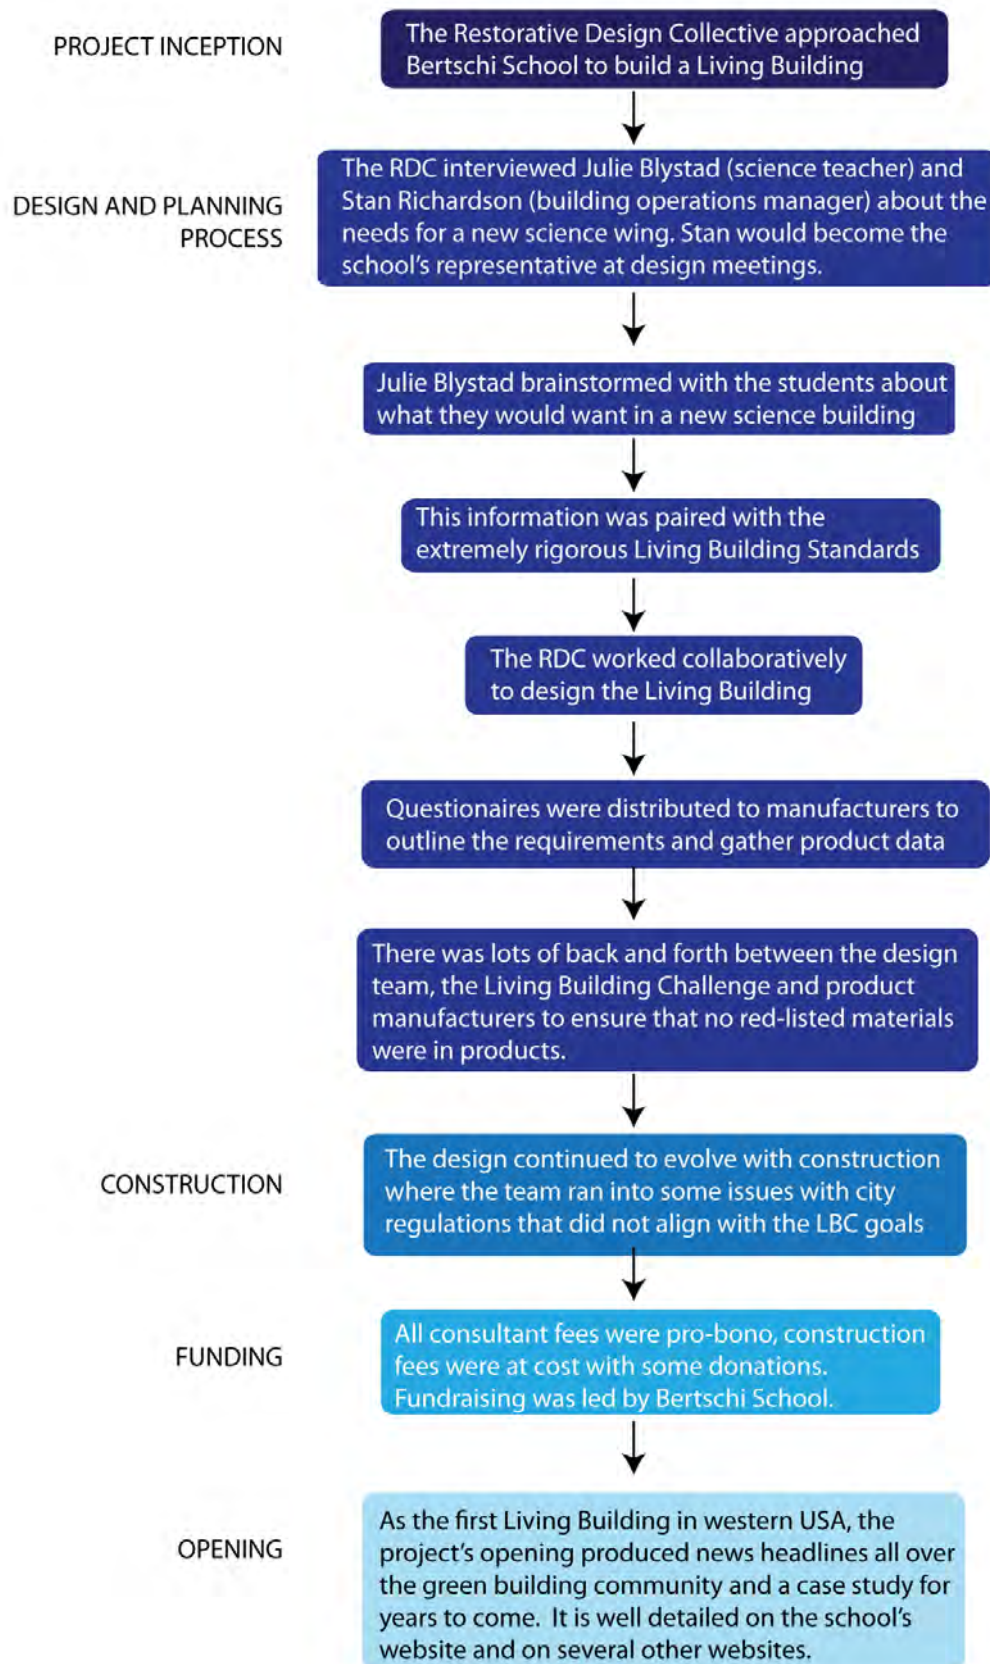 PROJECT INCEPTION
The Restorative Design Collective approached
Bertschi School to build a Living Building
DESIGN AND PLANNING
PROCESS
The RDC interviewed Julie Blystad (science teacher) and
Stan Richardson (building operations manager) about the
needs for a new science wing. Stan would become the
school's representative at design meetings.
Julie Blystad brainstormed with the students about
what they would want in a new science building
This information was paired with the
extremely rigorous Living Building Standards
The RDC worked collaboratively
to design the Living Building
Questionaires were distributed to manufacturers to
outline the requirements and gather product data
There was lots of back and forth between the design
team, the Living Building Challenge and product
manufacturers to ensure that no red-listed materials
were in products.
CONSTRUCTION
The design continued to evolve with construction
where the team ran into some issues with city
regulations that did not align with the LBC goals
FUNDING
All consultant fees were pro-bono, construction
fees were at cost with some donations.
Fundraising was led by Bertschi School.
OPENING
As the first Living Building in western USA, the
project's opening produced news headlines all over
the green building community and a case study for
years to come.  It is well detailed on the school's
website and on several other websites.